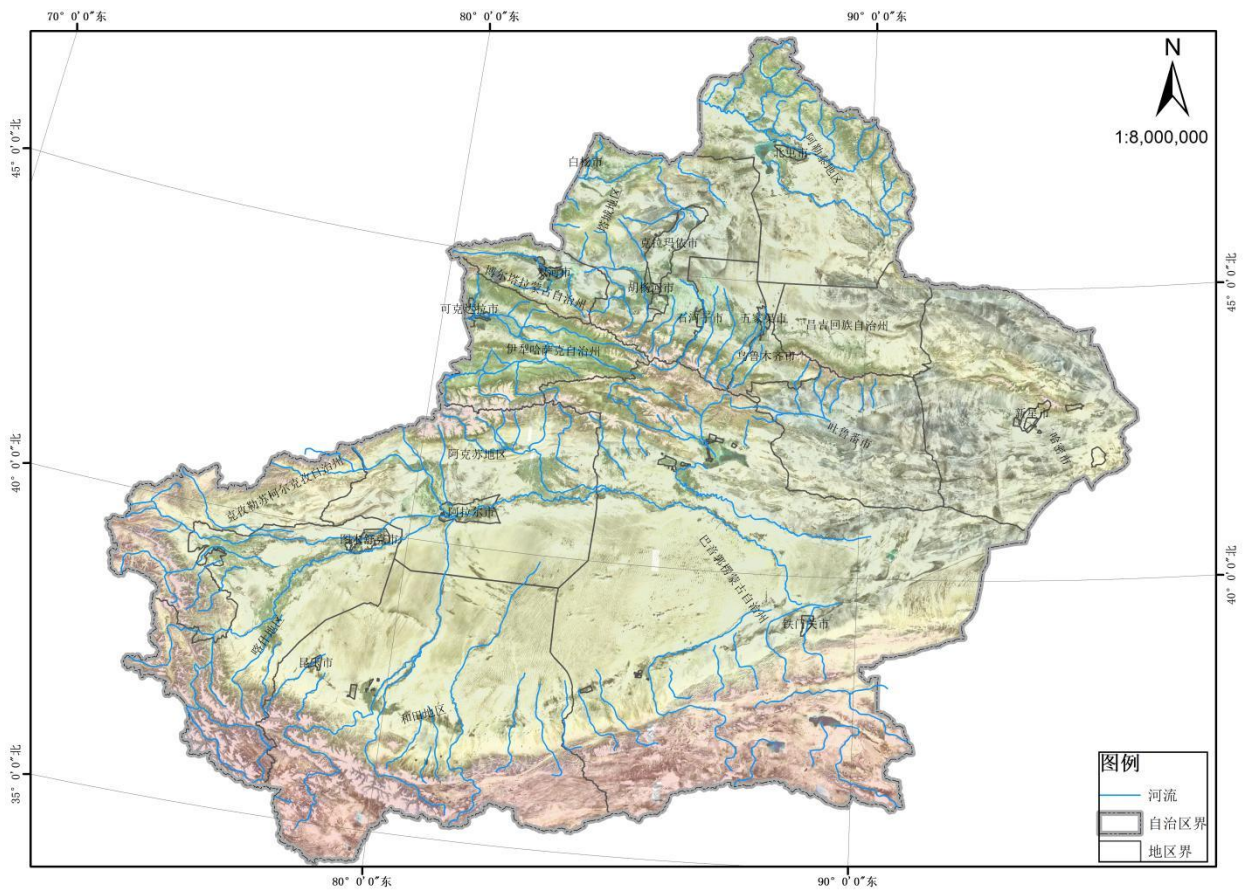 70° 0′0″东
80° 0′0″东
90° 0′0″东
N
1:8,000,000
45° 0′0″北
45° 0′0″北
40° 0′0″北
40° 0′0″北
35° 0′0″北
80° 0′0″东
90° 0′0″东
阿勒泰地区
北屯市
白杨市
塔城地区
克拉玛依市
双河市
博尔塔拉蒙古自治州
胡杨河市
可克达拉市
石河子市
五家渠市
昌吉回族自治州
伊犁哈萨克自治州
乌鲁木齐市
新星市
哈密市
吐鲁番市
阿克苏地区
克孜勒苏柯尔克孜自治州
阿拉尔市
图木舒克市
巴音郭楞蒙古自治州
铁门关市
喀什地区
昆玉市
和田地区
图例
河流
自治区界
地区界